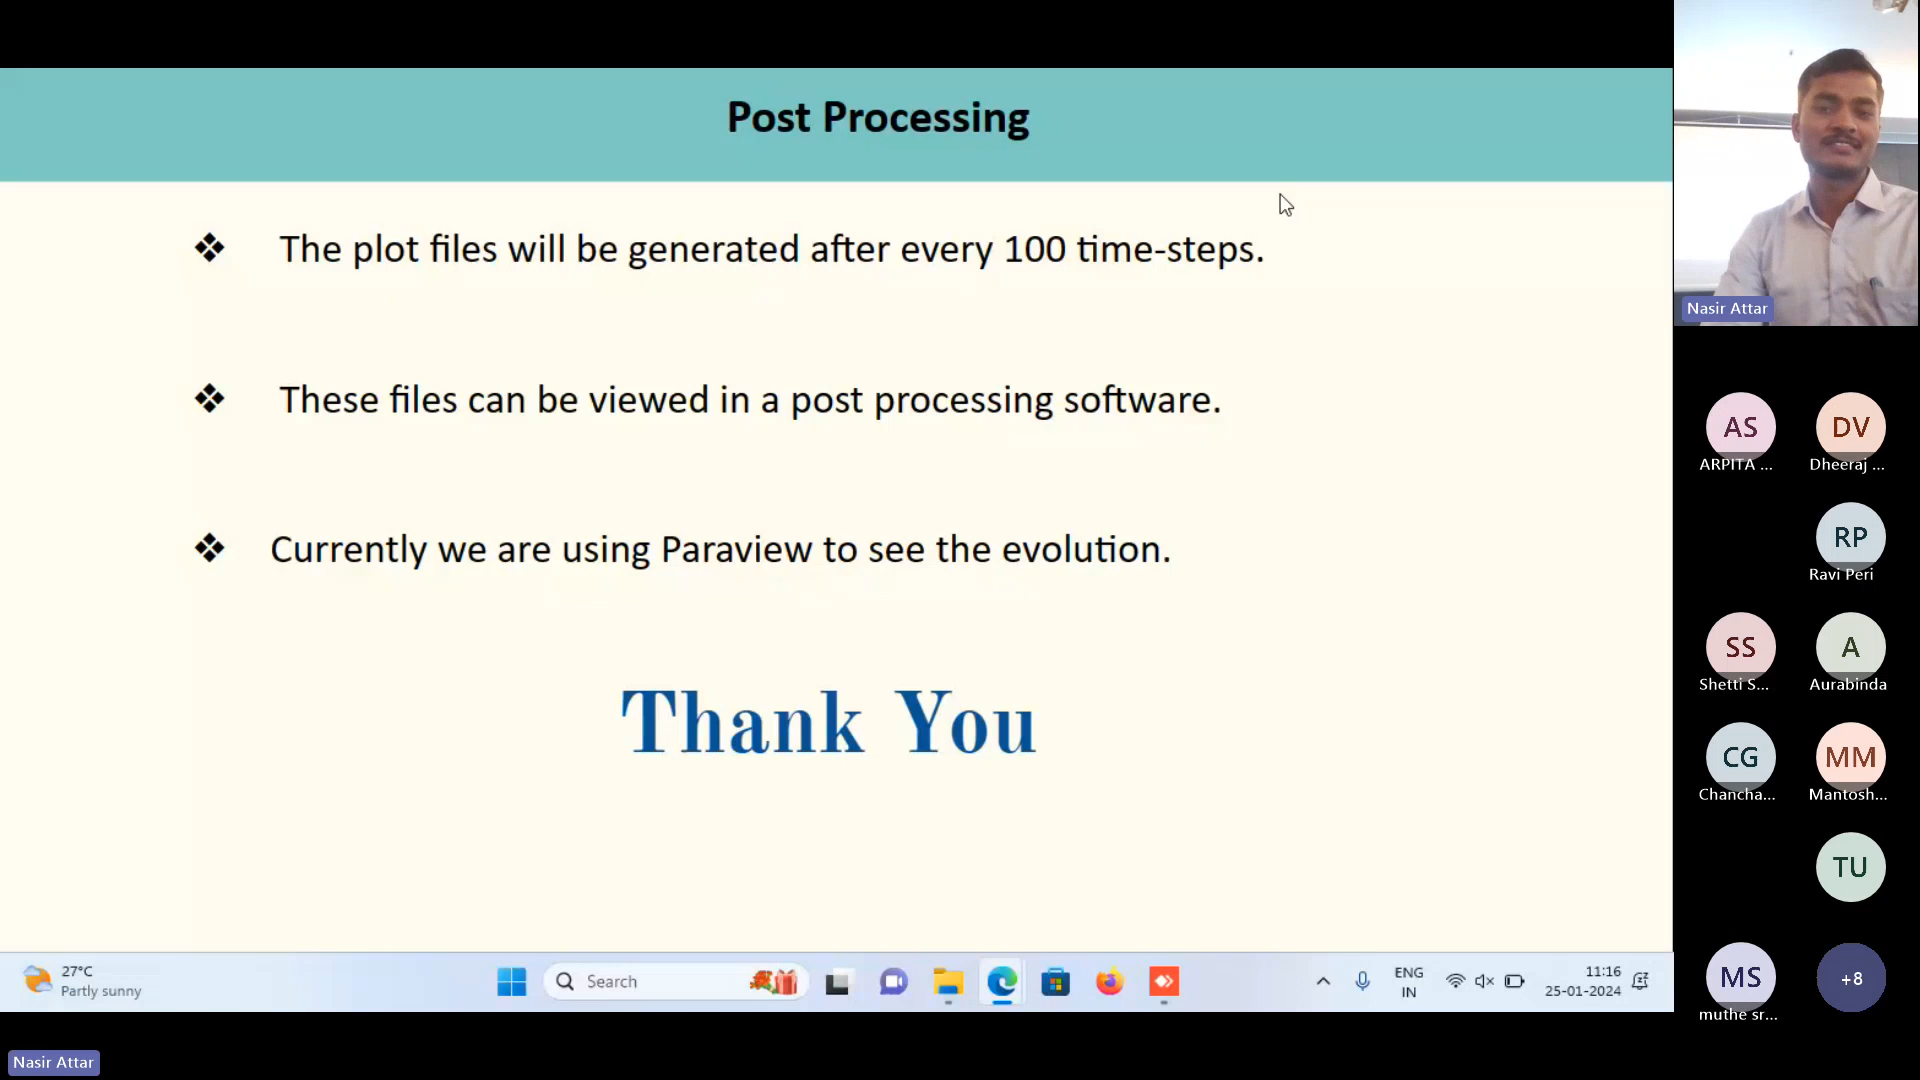 Post Processing
❖ The plot files will be generated after every 100 time-steps.
❖ These files can be viewed in a post processing software.
❖ Currently we are using Paraview to see the evolution.
Thank You
27°C
Partly sunny
Search
ENG
IN
11:16
25-01-2024
Nasir Attar
Nasir Attar
AS
ARPITA ...
DV
Dheeraj ...
RP
Ravi Peri
SS
Shetti S...
A
Aurabinda
CG
Chancha...
MM
Mantosh...
TU
MS
muthe sr...
+8